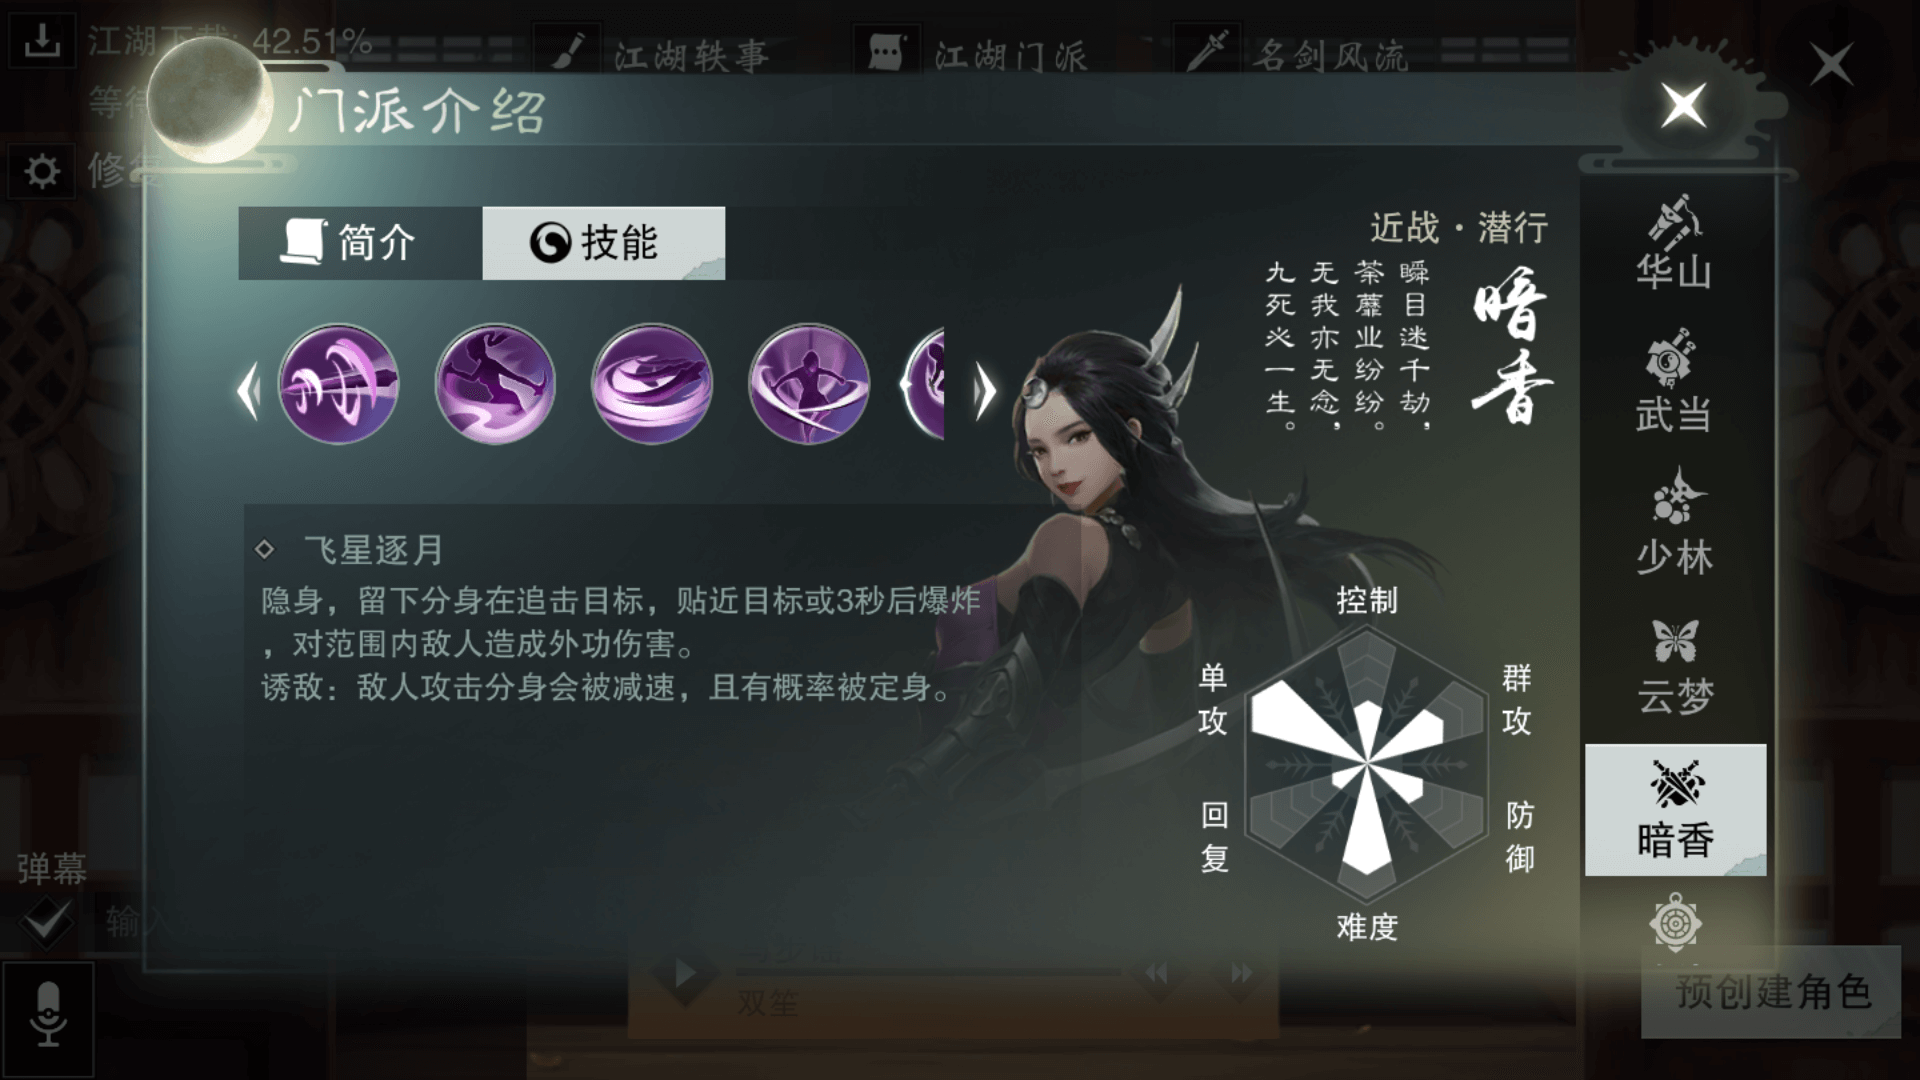 江湖下载：42.51%
江湖轶事
江湖门派
名剑风流
门派介绍
简介
技能
近战·潜行
暗香
瞬目迷千劫，
荼蘼业纷纷。
无我亦无念，
九死必一生。
飞星逐月
隐身，留下分身在追击目标，贴近目标或3秒后爆炸
，对范围内敌人造成外功伤害。
诱敌：敌人攻击分身会被减速，且有概率被定身。
控制
单攻
群攻
回复
防御
难度
华山
武当
少林
云梦
暗香
弹幕
输入
双笙
预创建角色